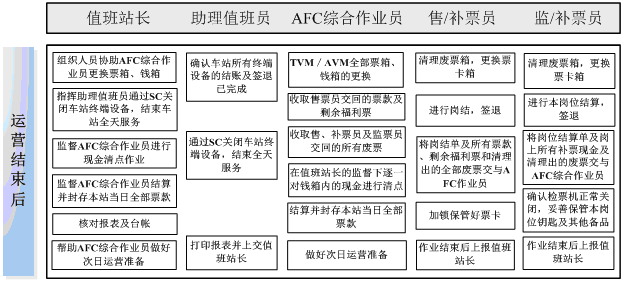 值班站长
助理值班员
AFC综合作业员
售/补票员
监/补票员
运营结束后
组织人员协助AFC综合作
业员更换票箱、钱箱
指挥助理值班员通过SC关
闭车站终端设备，结束车
站全天服务
监督AFC综合作业员进行
现金清点作业
监督AFC综合作业员结算
并封存本站当日全部票款
核对报表及台帐
帮助AFC综合作业员做好
次日运营准备
确认车站所有终端
设备的结账及签退
已完成
通过SC关闭车站终
端设备，结束全天
服务
打印报表并上交值
班站长
TVM／AVM全部票箱、
钱箱的更换
收取售票员交回的票款及
剩余福利票
收取售、补票员及监票员
交回的所有废票
在值班站长的监督下逐一
对钱箱内的现金进行清点
结算并封存本站当日全部
票款
做好次日运营准备
清理废票箱，更换票
卡箱
进行岗结，签退
将岗结单及所有票款
、剩余福利票和清理
出的全部废票交与AF
C作业员
加锁保管好票卡
作业结束后上报值班
站长
清理废票箱，更换票
卡箱
进行本岗位结算，
签退
将岗位结算单及岗
上所有补票现金及
清理出的废票交与
AFC综合作业员
确认检票机正常关
闭，妥善保管本岗
位钥匙及其他备品
作业结束后上报值
班站长